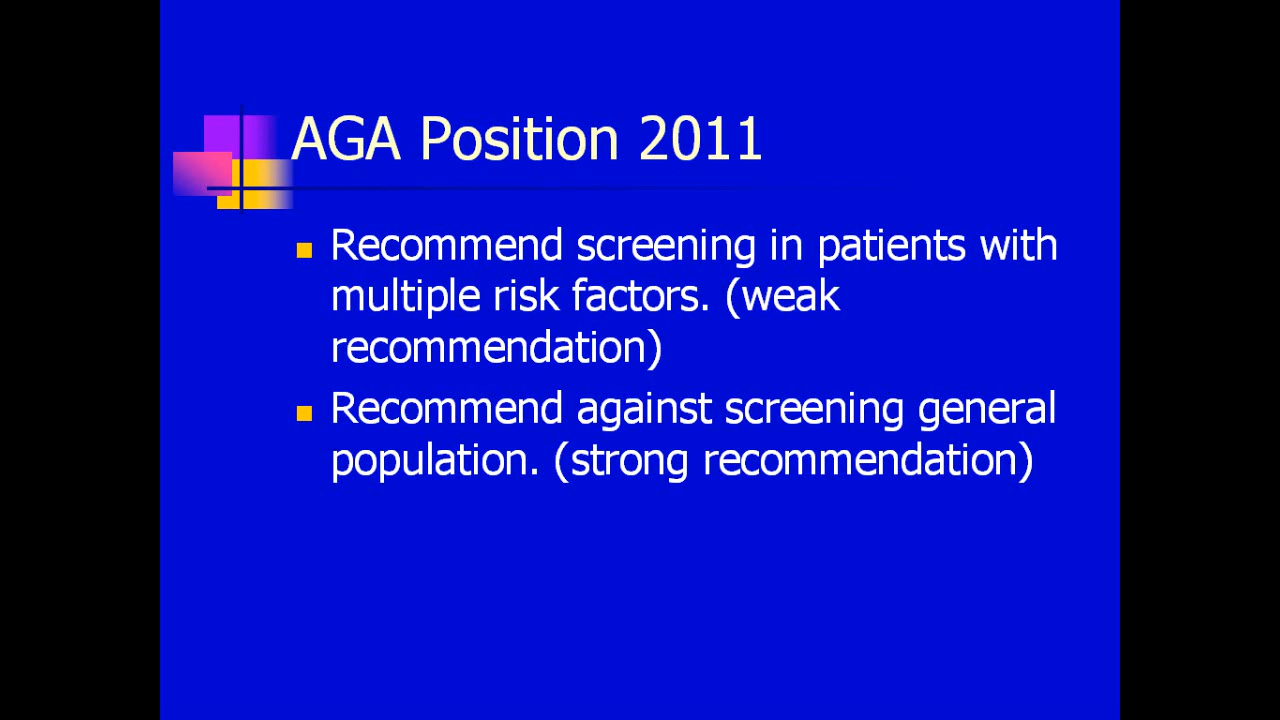 AGA Position 2011
Recommend screening in patients with
multiple risk factors. (weak
recommendation)
Recommend against screening general
population. (strong recommendation)